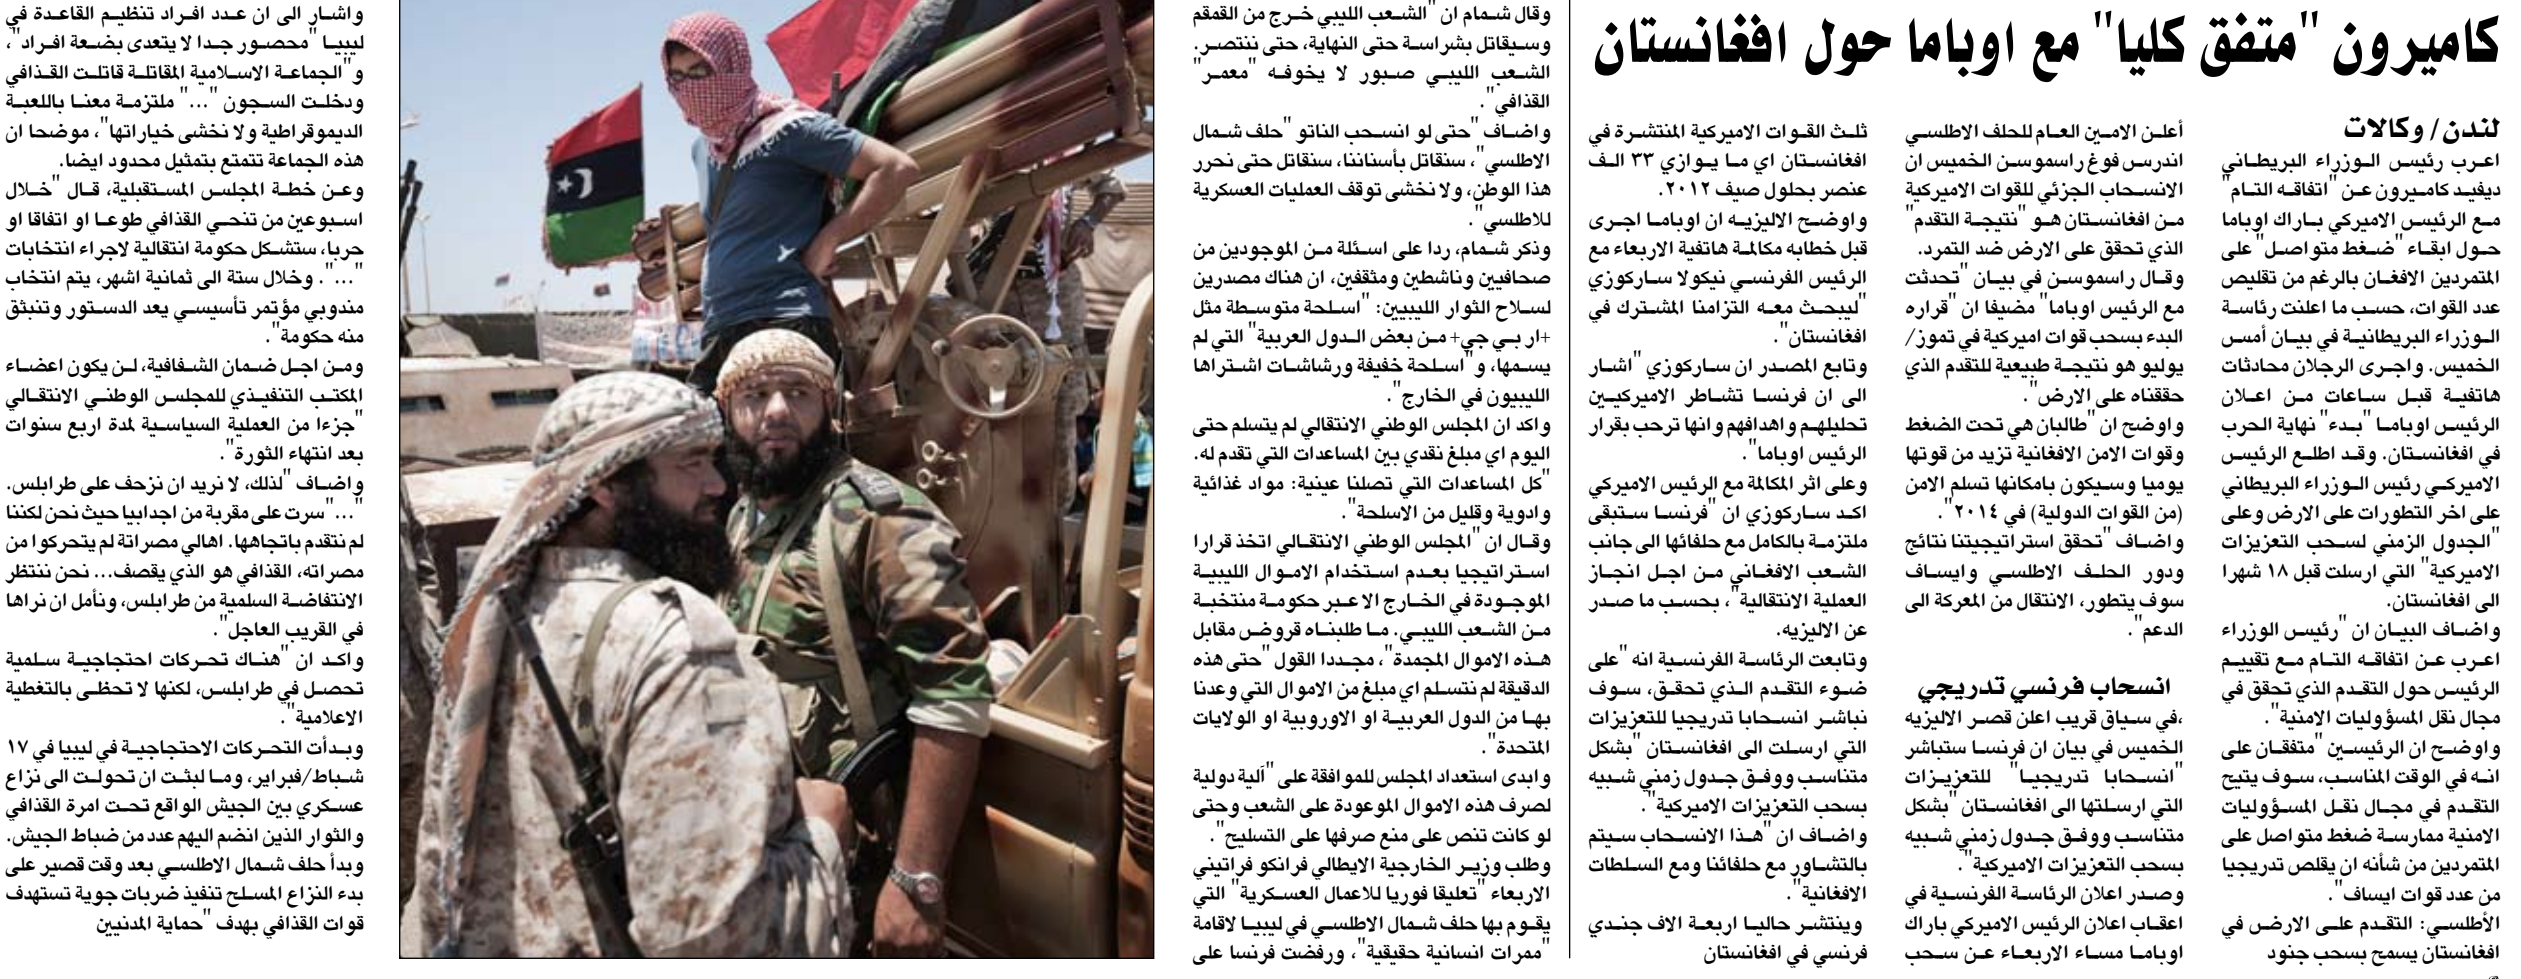 كاميرون "متفق كليا" مع اوباما حول افغانستان
لندن/ وكالات
اعرب رئيس الوزراء البريطاني
ديفيد كاميرون عن "اتفاقه التام"
مع الرئيس الاميركي باراك اوباما
حول ابقاء "ضغط متواصل" على
المتمردين الافغان بالرغم من تقليص
عدد القوات، حسب ما اعلنت رئاسة
الوزراء البريطانية في بيان أمس
الخميس. واجرى الرجلان محادثات
هاتفية قبل ساعات من اعلان
الرئيس اوباما "بدء" نهاية الحرب
في افغانستان. وقد اطلع الرئيس
الاميركي رئيس الوزراء البريطاني
على اخر التطورات على الارض وعلى
"الجدول الزمني لسحب التعزيزات
الاميركية" التي ارسلت قبل ١٨ شهرا
الى افغانستان.
واضاف البيان ان "رئيس الوزراء
اعرب عن اتفاقه التام مع تقييم
الرئيس حول التقدم الذي تحقق في
مجال نقل المسؤوليات الامنية".
واوضح ان الرئيسين "متفقان على
انه في الوقت المناسب، سوف يتيح
التقدم في مجال نقل المسؤوليات
الامنية ممارسة ضغط متواصل على
المتمردين من شأنه ان يقلص تدريجيا
من عدد قوات ايساف".
الأطلسي: التقدم على الارض في
افغانستان يسمح بسحب جنود
أعلن الامين العام للحلف الاطلسي
اندرس فوغ راسموسن الخميس ان
الانسحاب الجزئي للقوات الاميركية
من افغانستان هو "نتيجة التقدم"
الذي تحقق على الارض ضد التمرد.
وقال راسموسن في بيان "تحدثت
مع الرئيس اوباما" مضيفا ان "قراره
البدء بسحب قوات اميركية في تموز/
يوليو هو نتيجة طبيعية للتقدم الذي
حققناه على الارض".
واوضح ان "طالبان هي تحت الضغط
وقوات الامن الافغانية تزيد من قوتها
يوميا وسيكون بامكانها تسلم الامن
(من القوات الدولية) في ٢٠١٤".
واضاف "تحقق استراتيجيتنا نتائج
ودور الحلف الاطلسي وايساف
سوف يتطور، الانتقال من المعركة الى
الدعم".
انسحاب فرنسي تدريجي
،في سياق قريب اعلن قصر الاليزيه
الخميس في بيان ان فرنسا ستباشر
"انسحابا تدريجيا" للتعزيزات
التي ارسلتها الى افغانستان "بشكل
متناسب ووفق جدول زمني شبيه
بسحب التعزيزات الاميركية".
وصدر اعلان الرئاسة الفرنسية في
اعقاب اعلان الرئيس الاميركي باراك
اوباما مساء الاربعاء عن سحب
ثلث القوات الاميركية المنتشرة في
افغانستان اي ما يوازي ٣٣ الف
عنصر بحلول صيف ٢٠١٢.
واوضح الاليزيه ان اوباما اجرى
قبل خطابه مكالمة هاتفية الاربعاء مع
الرئيس الفرنسي نيكولا ساركوزي
"ليبحث معه التزامنا المشترك في
افغانستان".
وتابع المصدر ان ساركوزي "اشار
الى ان فرنسا تشاطر الاميركيين
تحليلهم واهدافهم وانها ترحب بقرار
الرئيس اوباما".
وعلى اثر المكالمة مع الرئيس الاميركي
اكد ساركوزي ان "فرنسا ستبقى
ملتزمة بالكامل مع حلفائها الى جانب
الشعب الافغاني من اجل انجاز
العملية الانتقالية"، بحسب ما صدر
عن الاليزيه.
وتابعت الرئاسة الفرنسية انه "على
ضوء التقدم الذي تحقق، سوف
نباشر انسحابا تدريجيا للتعزيزات
التي ارسلت الى افغانستان "بشكل
متناسب ووفق جدول زمني شبيه
بسحب التعزيزات الاميركية".
واضاف ان "هذا الانسحاب سيتم
بالتشاور مع حلفائنا ومع السلطات
الافغانية".
وينتشر حاليا اربعة الاف جندي
فرنسي في افغانستان
وقال شمام ان "الشعب الليبي خرج من القمقم
وسيقاتل بشراسة حتى النهاية، حتى ننتصر.
الشعب الليبي صبور لا يخوفه "معمر"
القذافي".
واضاف "حتى لو انسحب الناتو "حلف شمال
الاطلسي"، سنقاتل بأسناننا، سنقاتل حتى نحرر
هذا الوطن، ولا نخشى توقف العمليات العسكرية
للاطلسي".
وذكر شمام، ردا على اسئلة من الموجودين من
صحافيين وناشطين ومثقفين، ان هناك مصدرين
لسلاح الثوار الليبيين: "اسلحة متوسطة مثل
+ار بي جي+ من بعض الدول العربية" التي لم
يسمها، و"اسلحة خفيفة ورشاشات اشتراها
الليبيون في الخارج".
واكد ان المجلس الوطني الانتقالي لم يتسلم حتى
اليوم اي مبلغ نقدي بين المساعدات التي تقدم له.
"كل المساعدات التي تصلنا عينية: مواد غذائية
وادوية وقليل من الاسلحة".
وقال ان "المجلس الوطني الانتقالي اتخذ قرارا
استراتيجيا بعدم استخدام الاموال الليبية
الموجودة في الخارج الا عبر حكومة منتخبة
من الشعب الليبي. ما طلبناه قروض مقابل
هذه الاموال المجمدة"، مجددا القول "حتى هذه
الدقيقة لم نتسلم اي مبلغ من الاموال التي وعدنا
بها من الدول العربية او الاوروبية او الولايات
المتحدة".
وابدى استعداد المجلس للموافقة على "آلية دولية
لصرف هذه الاموال الموعودة على الشعب وحتى
لو كانت تنص على منع صرفها على التسليح".
وطلب وزير الخارجية الايطالي فرانكو فراتيني
الاربعاء "تعليقا فوريا للاعمال العسكرية" التي
يقوم بها حلف شمال الاطلسي في ليبيا لاقامة
"ممرات انسانية حقيقية"، ورفضت فرنسا على
واشار الى ان عدد افراد تنظيم القاعدة في
ليبيا "محصور جدا لا يتعدى بضعة افراد"،
و"الجماعة الاسلامية المقاتلة قاتلت القذافي
ودخلت السجون "..." ملتزمة معنا باللعبة
الديموقراطية ولا نخشى خياراتها"، موضحا ان
هذه الجماعة تتمتع بتمثيل محدود ايضا.
وعن خطة المجلس المستقبلية، قال "خلال
اسبوعين من تنحي القذافي طوعا او اتفاقا او
حربا، ستشكل حكومة انتقالية لاجراء انتخابات
"...". وخلال ستة الى ثمانية اشهر، يتم انتخاب
مندوبي مؤتمر تأسيسي يعد الدستور وتنبثق
منه حكومة".
ومن اجل ضمان الشفافية، لن يكون اعضاء
المكتب التنفيذي للمجلس الوطني الانتقالي
"جزءا من العملية السياسية لمدة اربع سنوات
بعد انتهاء الثورة".
واضاف "لذلك، لا نريد ان نزحف على طرابلس.
"..."سرت على مقربة من اجدابيا حيث نحن لكننا
لم نتقدم باتجاهها. اهالي مصراتة لم يتحركوا من
مصراته، القذافي هو الذي يقصف... نحن ننتظر
الانتفاضة السلمية من طرابلس، ونأمل ان نراها
في القريب العاجل".
واكد ان "هناك تحركات احتجاجية سلمية
تحصل في طرابلس، لكنها لا تحظى بالتغطية
الاعلامية".
وبدأت التحركات الاحتجاجية في ليبيا في ١٧
شباط/فبراير، وما لبثت ان تحولت الى نزاع
عسكري بين الجيش الواقع تحت امرة القذافي
والثوار الذين انضم اليهم عدد من ضباط الجيش.
وبدأ حلف شمال الاطلسي بعد وقت قصير على
بدء النزاع المسلح تنفيذ ضربات جوية تستهدف
قوات القذافي بهدف "حماية المدنيين